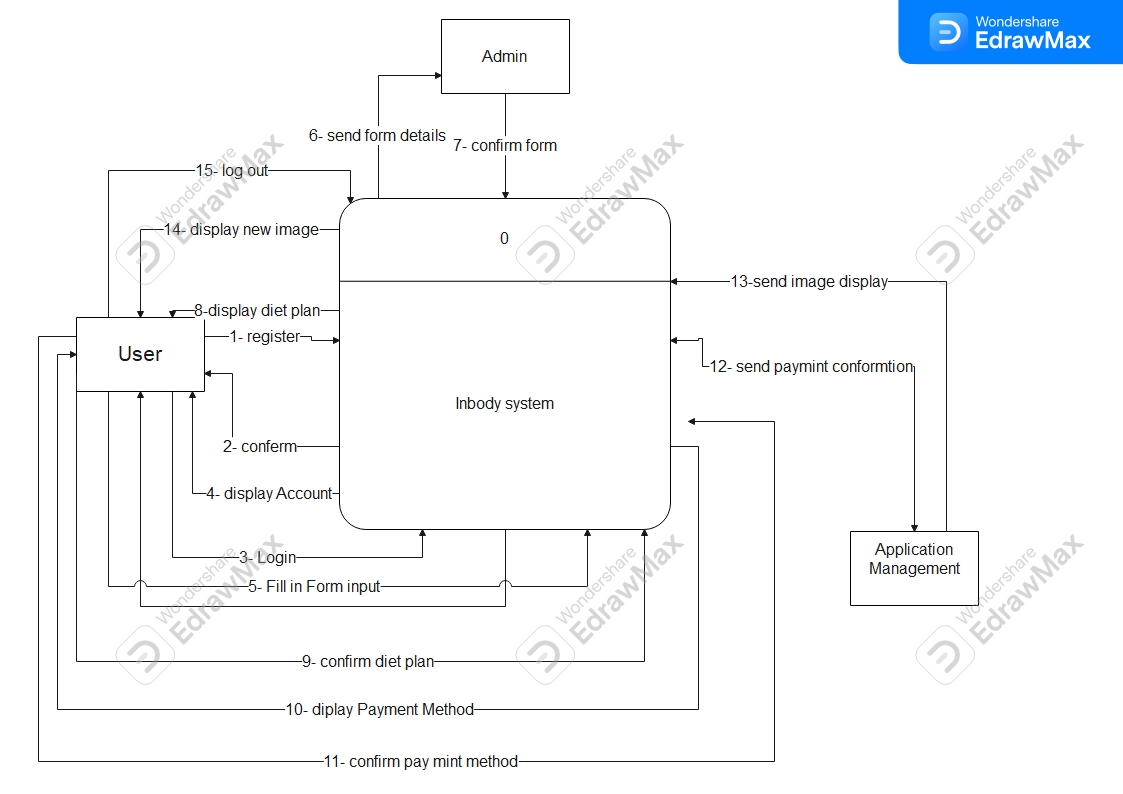 Wondershare
EdrawMax
Admin
6- send form details
7- confirm form
15- log out
Wondershare
EdrawMax
Wondershare
EdrawMax
Wondershare
EdrawMax
14- display new image
0
13-send image display
8-display diet plan
1- register
User
12- send paymint conformtion
Inbody system
2- conferm
4- display Account
3- Login
5- Fill in Form input
Application
Management
Wondershare
EdrawMax
Wondershare
EdrawMax
Wondershare
EdrawMax
9- confirm diet plan
10- diplay Payment Method
11- confirm pay mint method